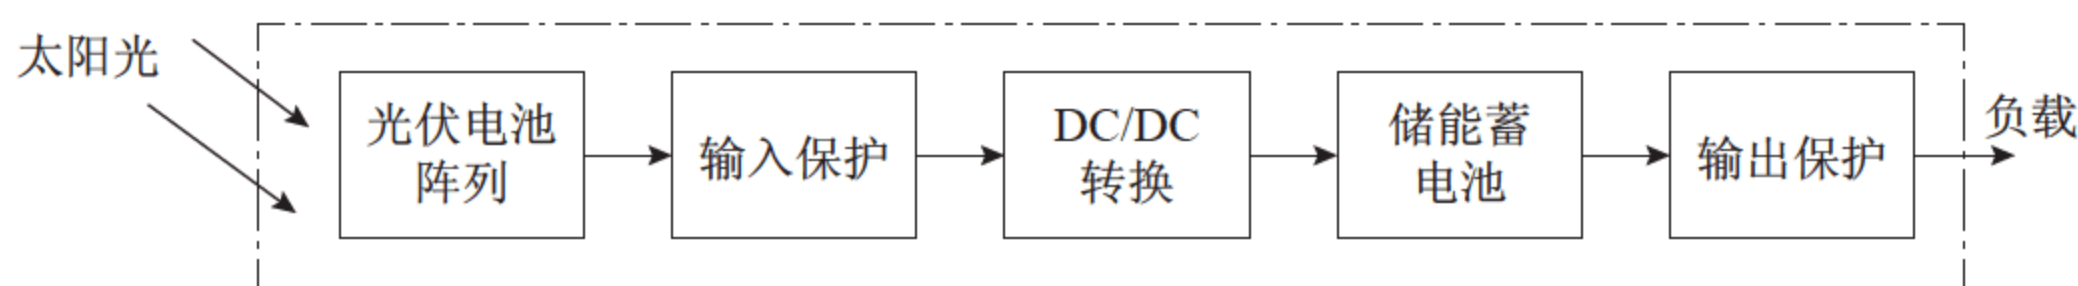 太阳光
光伏电池
阵列
输入保护
DC/DC
转换
储能蓄
电池
输出保护
负载